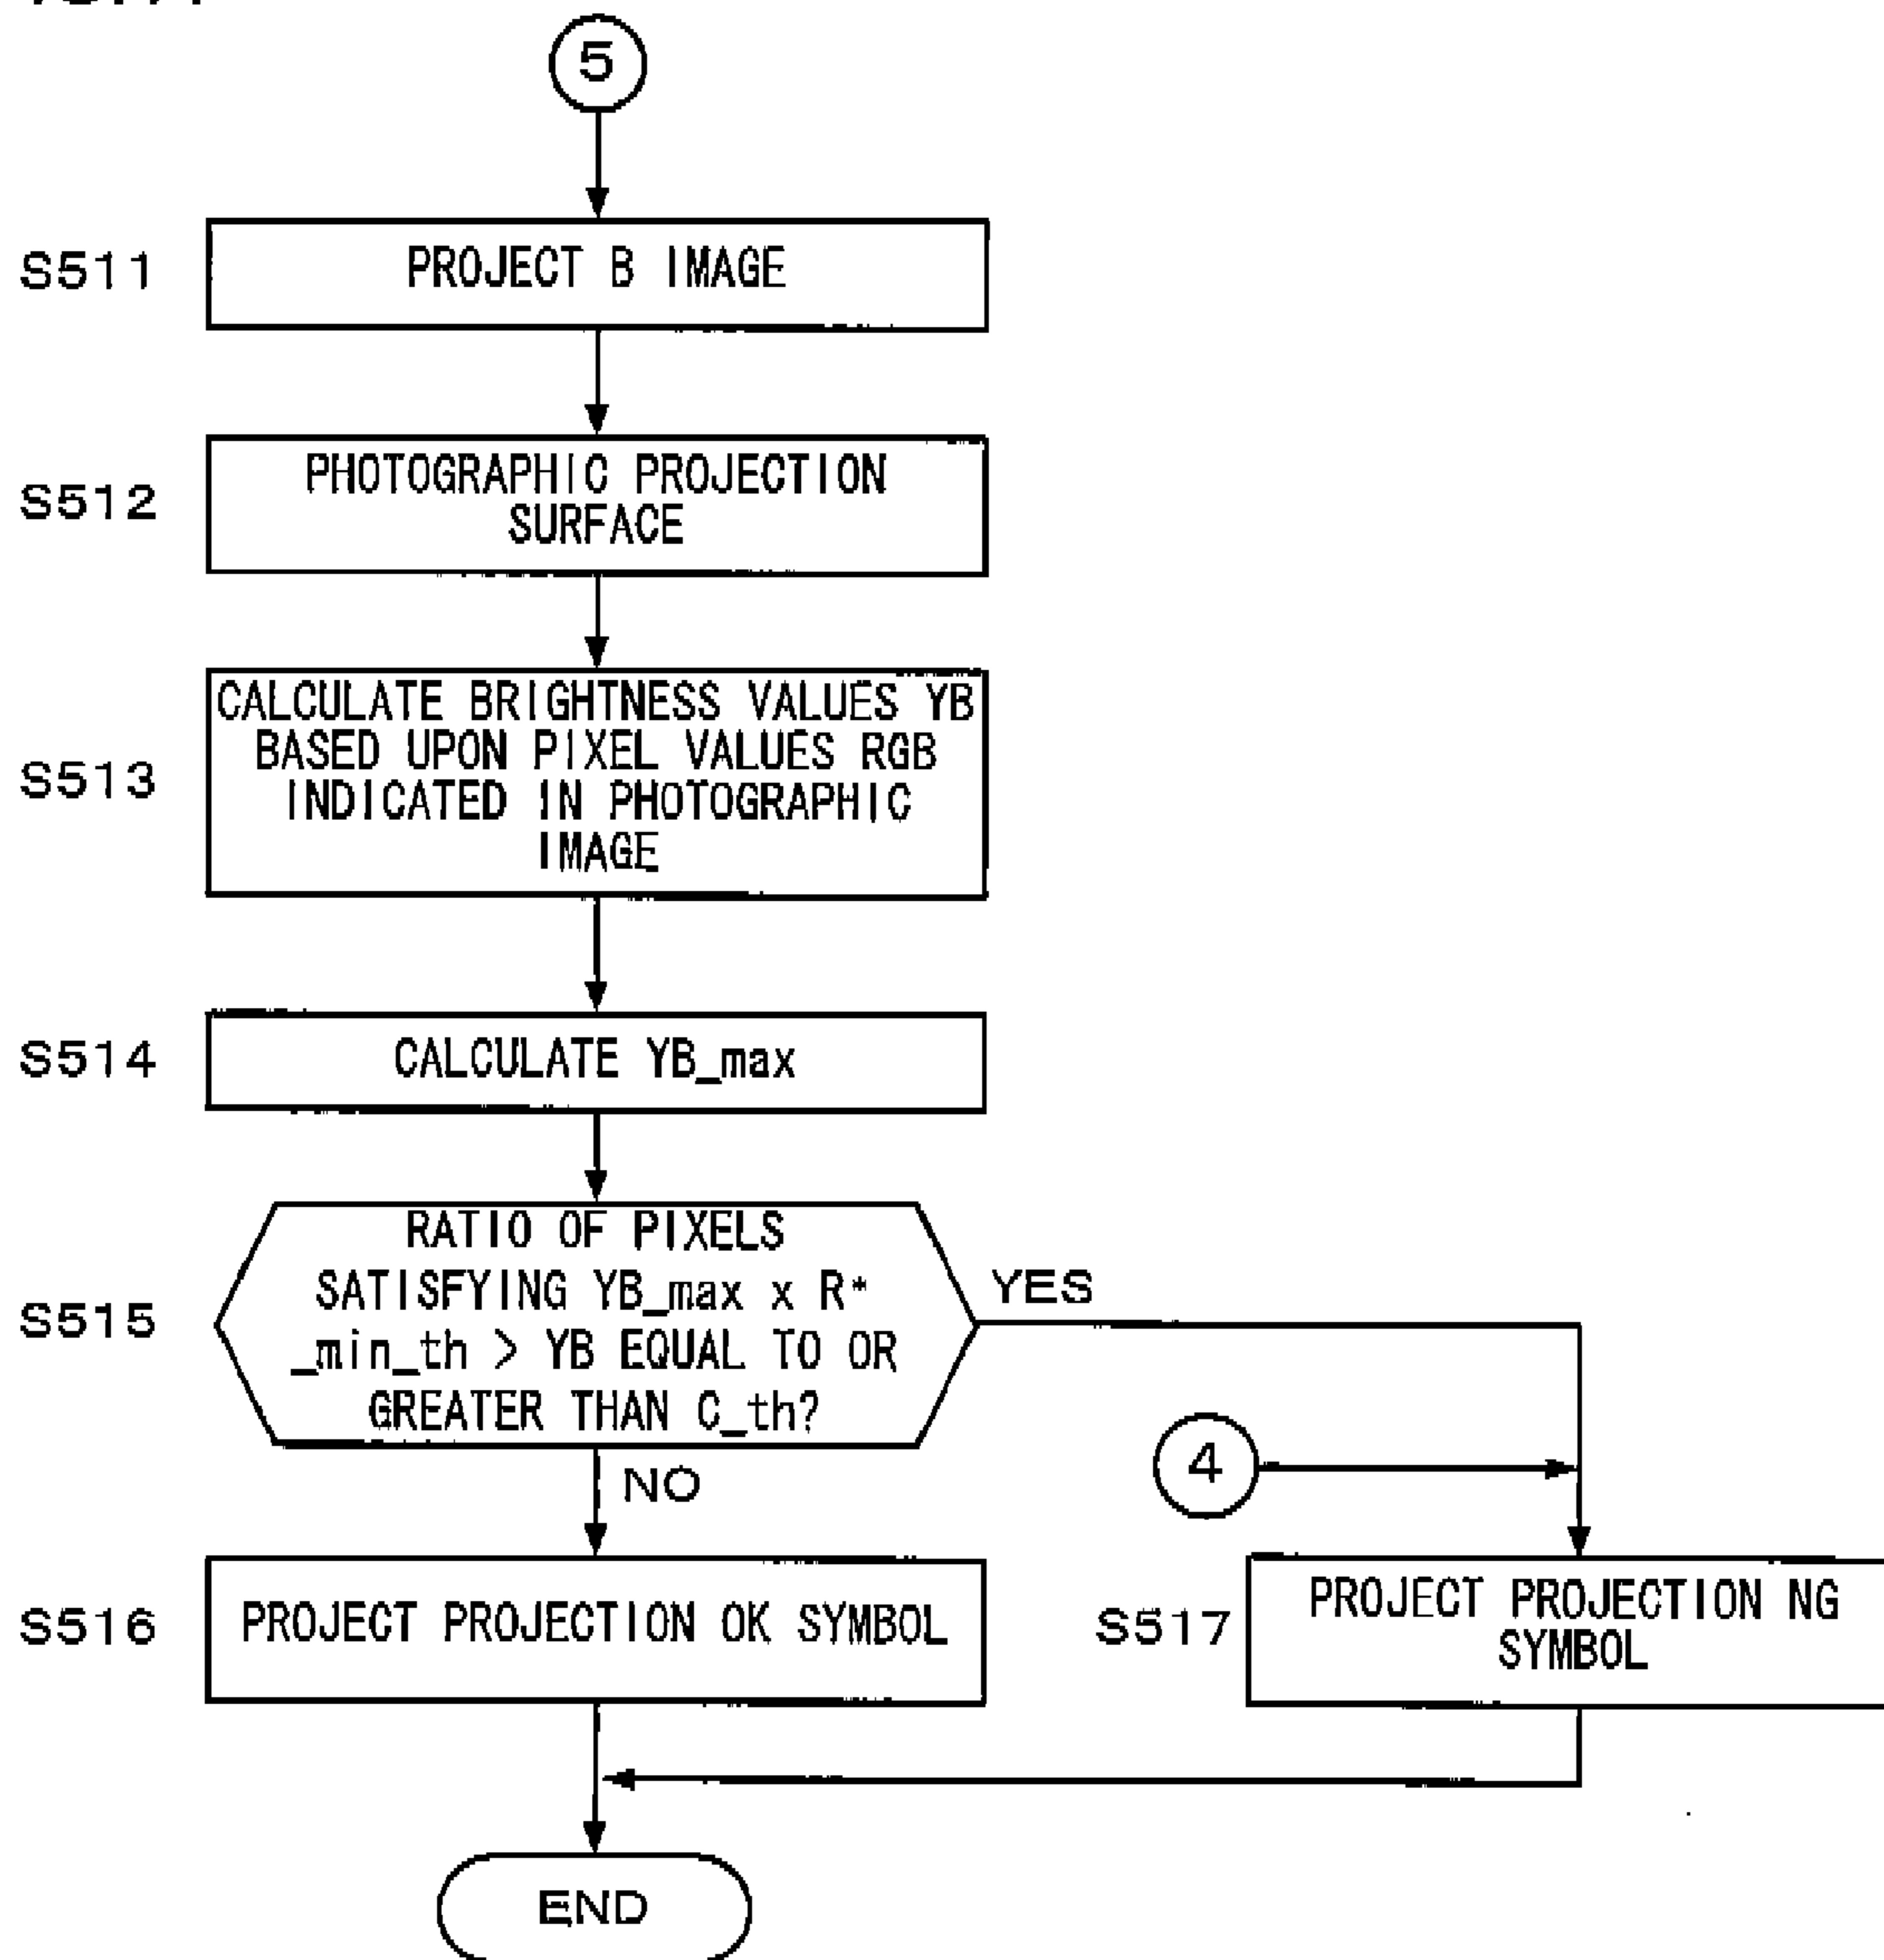 5
S511
PROJECT B IMAGE
S512
PHOTOGRAPHIC PROJECTION
SURFACE
S513
CALCULATE BRIGHTNESS VALUES YB
BASED UPON PIXEL VALUES RGB
INDICATED IN PHOTOGRAPHIC
IMAGE
S514
CALCULATE YB_max
S515
RATIO OF PIXELS
SATISFYING YB_max x R*
_min_th > YB EQUAL TO OR
GREATER THAN C_th?
YES
NO
4
S516
PROJECT PROJECTION OK SYMBOL
S517
PROJECT PROJECTION NG
SYMBOL
END